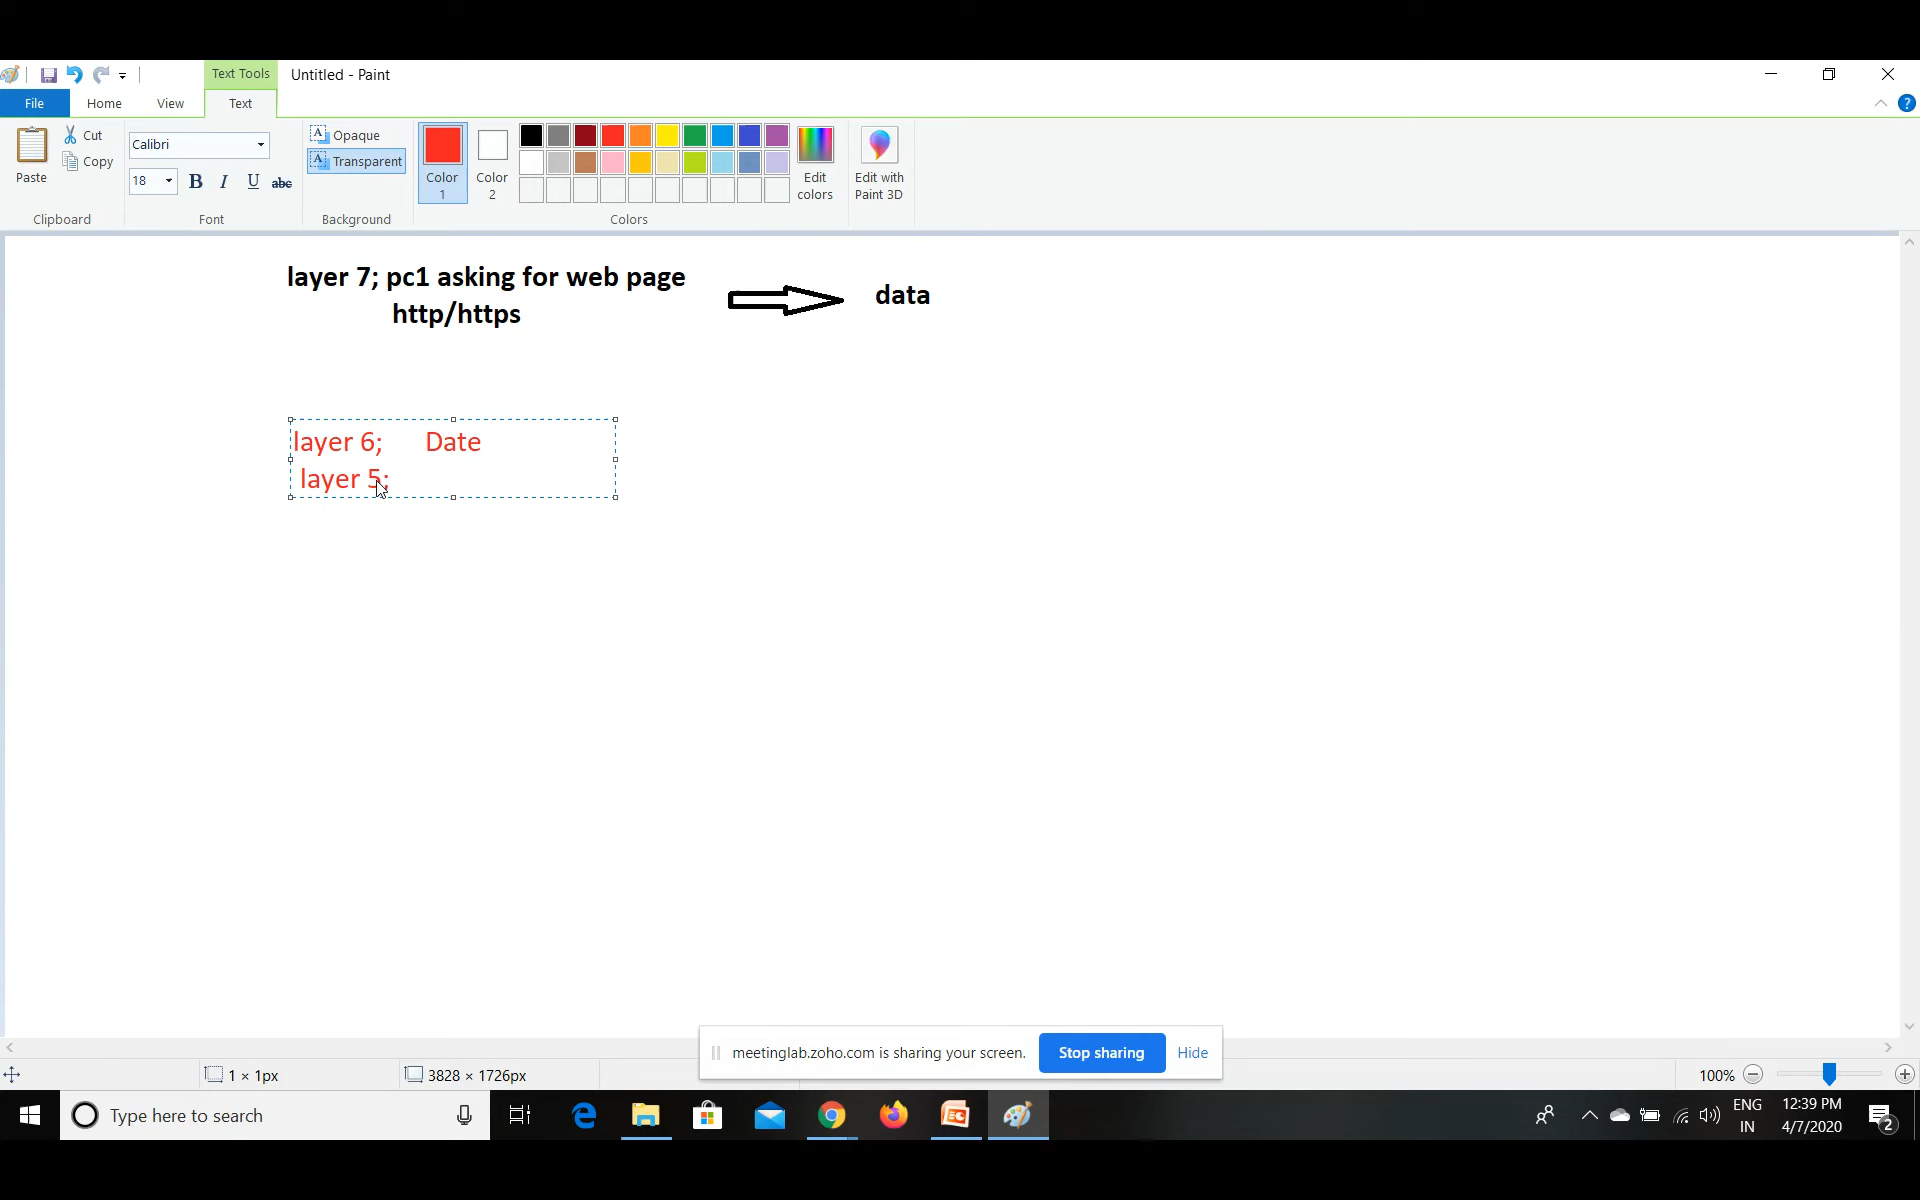 Text Tools
Untitled - Paint
File
Home
View
Text
Paste
Cut
Copy
Clipboard
Calibri
18
B I U abc
Font
A Opaque
A Transparent
Background
Color 1
Color 2
Colors
Edit colors
Edit with Paint 3D
layer 7; pc1 asking for web page
http/https
data
layer 6; Date
layer 5;
meetinglab.zoho.com is sharing your screen.
Stop sharing
Hide
1 × 1px
3828 × 1726px
100%
Type here to search
ENG
IN
12:39 PM
4/7/2020
2